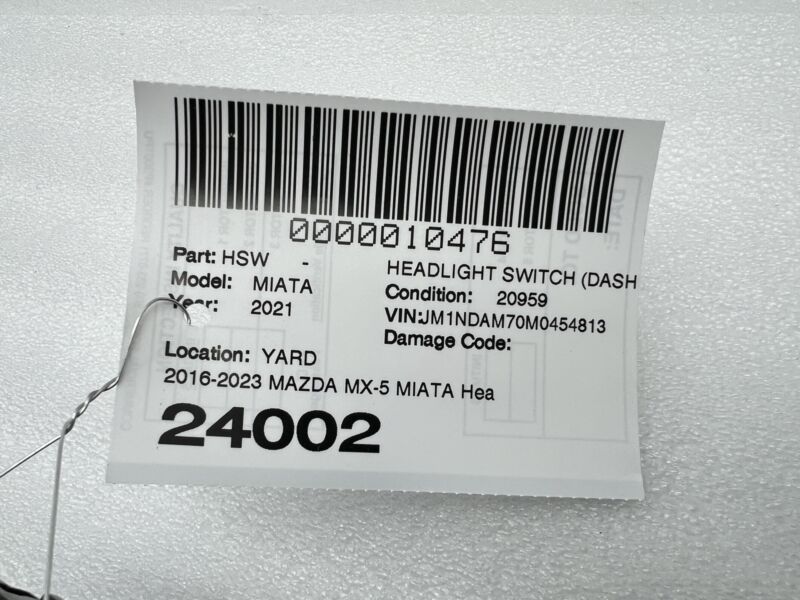 0000010476
Part: HSW - HEADLIGHT SWITCH (DASH
Model: MIATA Condition: 20959
Year: 2021 VIN:JM1NDAM70M0454813
Damage Code:
Location: YARD
2016-2023 MAZDA MX-5 MIATA Hea
24002